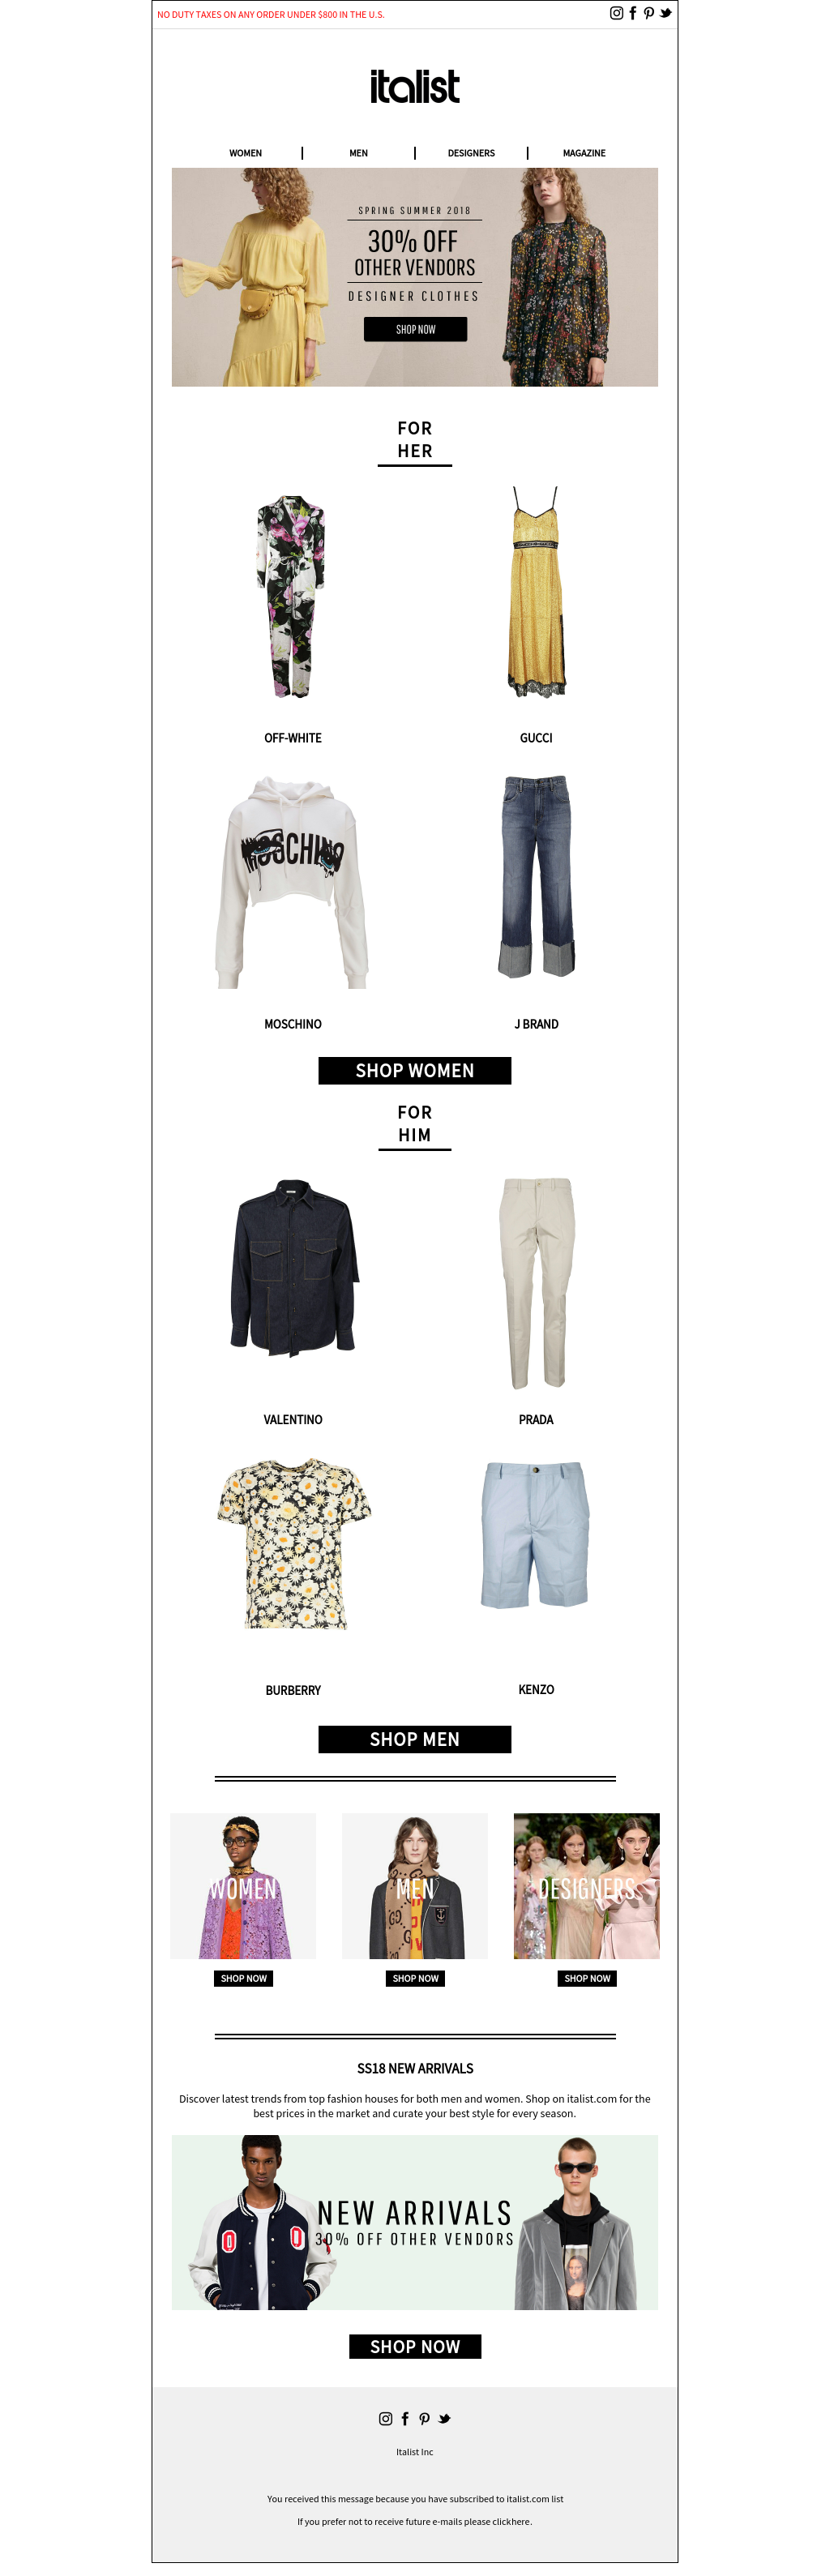 NO DUTY TAXES ON ANY ORDER UNDER $800 IN THE U.S.
italist
WOMEN
MEN
DESIGNERS
MAGAZINE
SPRING SUMMER 2018
30% OFF
OTHER VENDORS
DESIGNER CLOTHES
SHOP NOW
FOR
HER
OFF-WHITE
GUCCI
MOSCHINO
MOSCHINO
J BRAND
SHOP WOMEN
FOR
HIM
VALENTINO
PRADA
BURBERRY
KENZO
SHOP MEN
WOMEN
MEN
DESIGNERS
SHOP NOW
SHOP NOW
SHOP NOW
SS18 NEW ARRIVALS
Discover latest trends from top fashion houses for both men and women. Shop on italist.com for the
best prices in the market and curate your best style for every season.
NEW ARRIVALS
30% OFF OTHER VENDORS
SHOP NOW
Italist Inc
You received this message because you have subscribed to italist.com list
If you prefer not to receive future e-mails please clickhere.